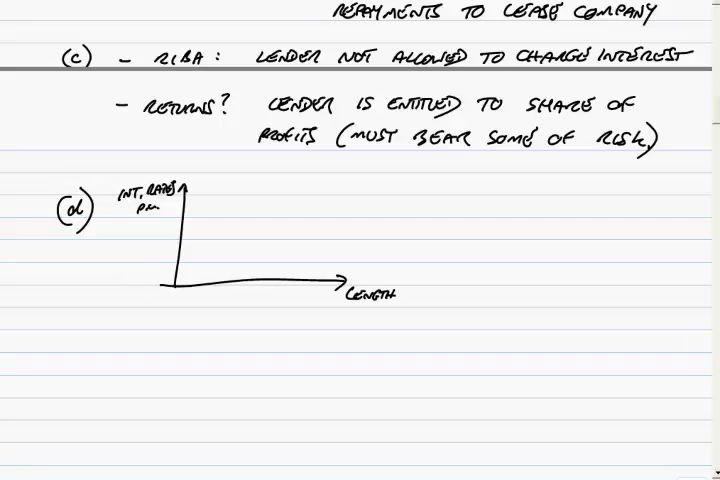 REPAYMENTS TO LEASE COMPANY
(c) - RIBA: LENDER NOT ALLOWED TO CHARGE INTEREST
- RETURNS? LENDER IS ENTITLED TO SHARE OF
PROFITS (MUST BEAR SOME OF RISK)
(d) INT. RATES
p.a.
LENGTH